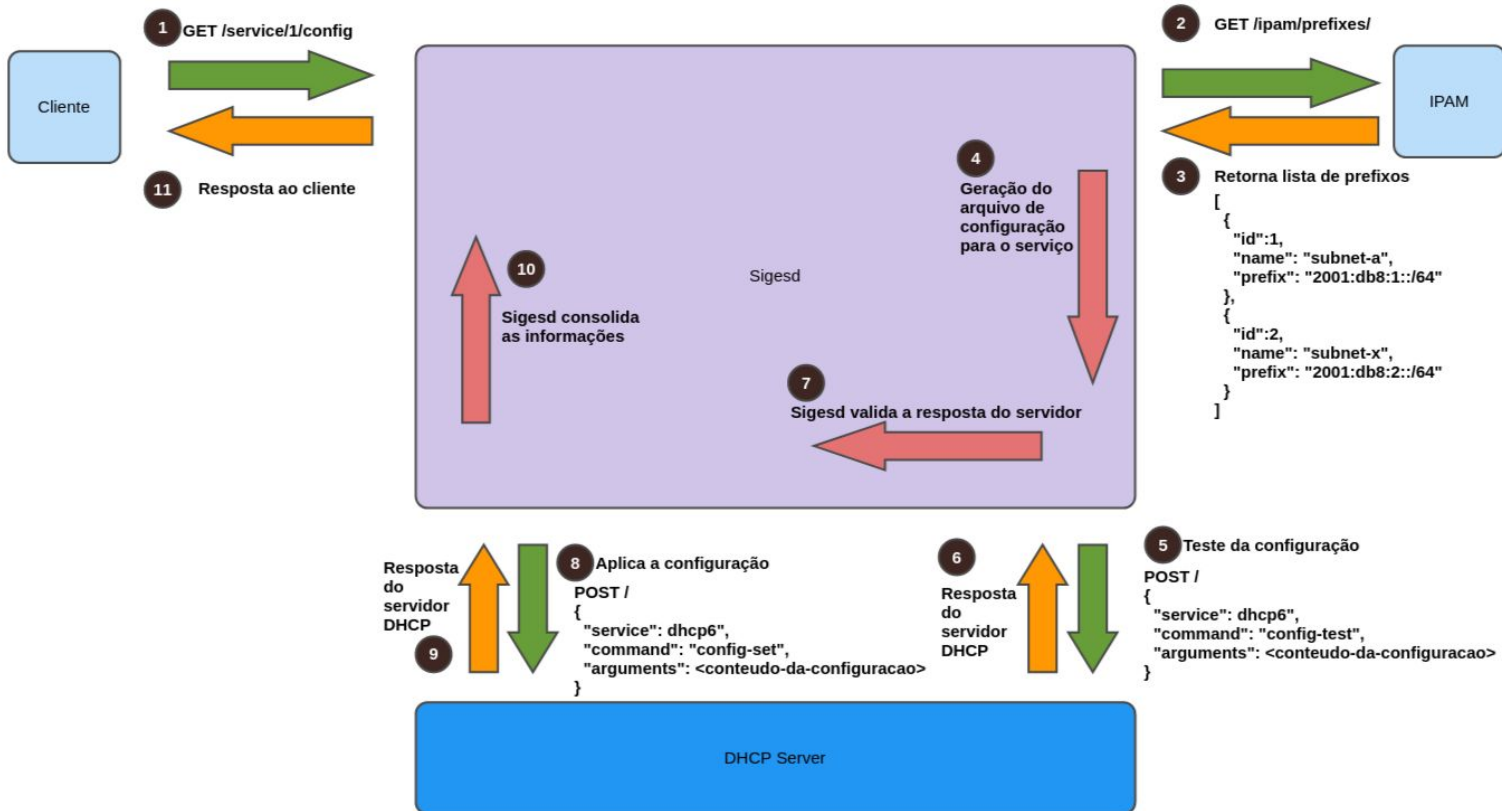 1 GET /service/1/config
2 GET /ipam/prefixes/
Cliente
IPAM
11 Resposta ao cliente
3 Retorna lista de prefixos
[
{
"id":1,
"name": "subnet-a",
"prefix": "2001:db8:1::/64"
},
{
"id":2,
"name": "subnet-x",
"prefix": "2001:db8:2::/64"
}
]
4
Geração do
arquivo de
configuração
para o serviço
Sigesd
10
Sigesd consolida
as informações
7
Sigesd valida a resposta do servidor
5 Teste da configuração
POST /
{
"service": dhcp6",
"command": "config-test",
"arguments": <conteudo-da-configuracao>
}
6
Resposta
do
servidor
DHCP
8 Aplica a configuração
POST /
{
"service": dhcp6",
"command": "config-set",
"arguments": <conteudo-da-configuracao>
}
Resposta
do
servidor
DHCP
9
DHCP Server